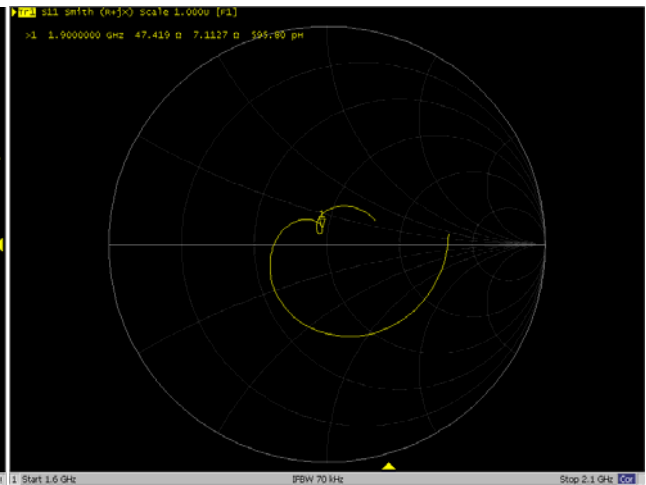 Tr1 S11 Smith (R+jX) Scale 1.000U [F1]
>1 1.9000000 GHz 47.419 Ω 7.1127 Ω 595.80 pH
1
1 Start 1.6 GHz IFBW 70 kHz Stop 2.1 GHz Cor